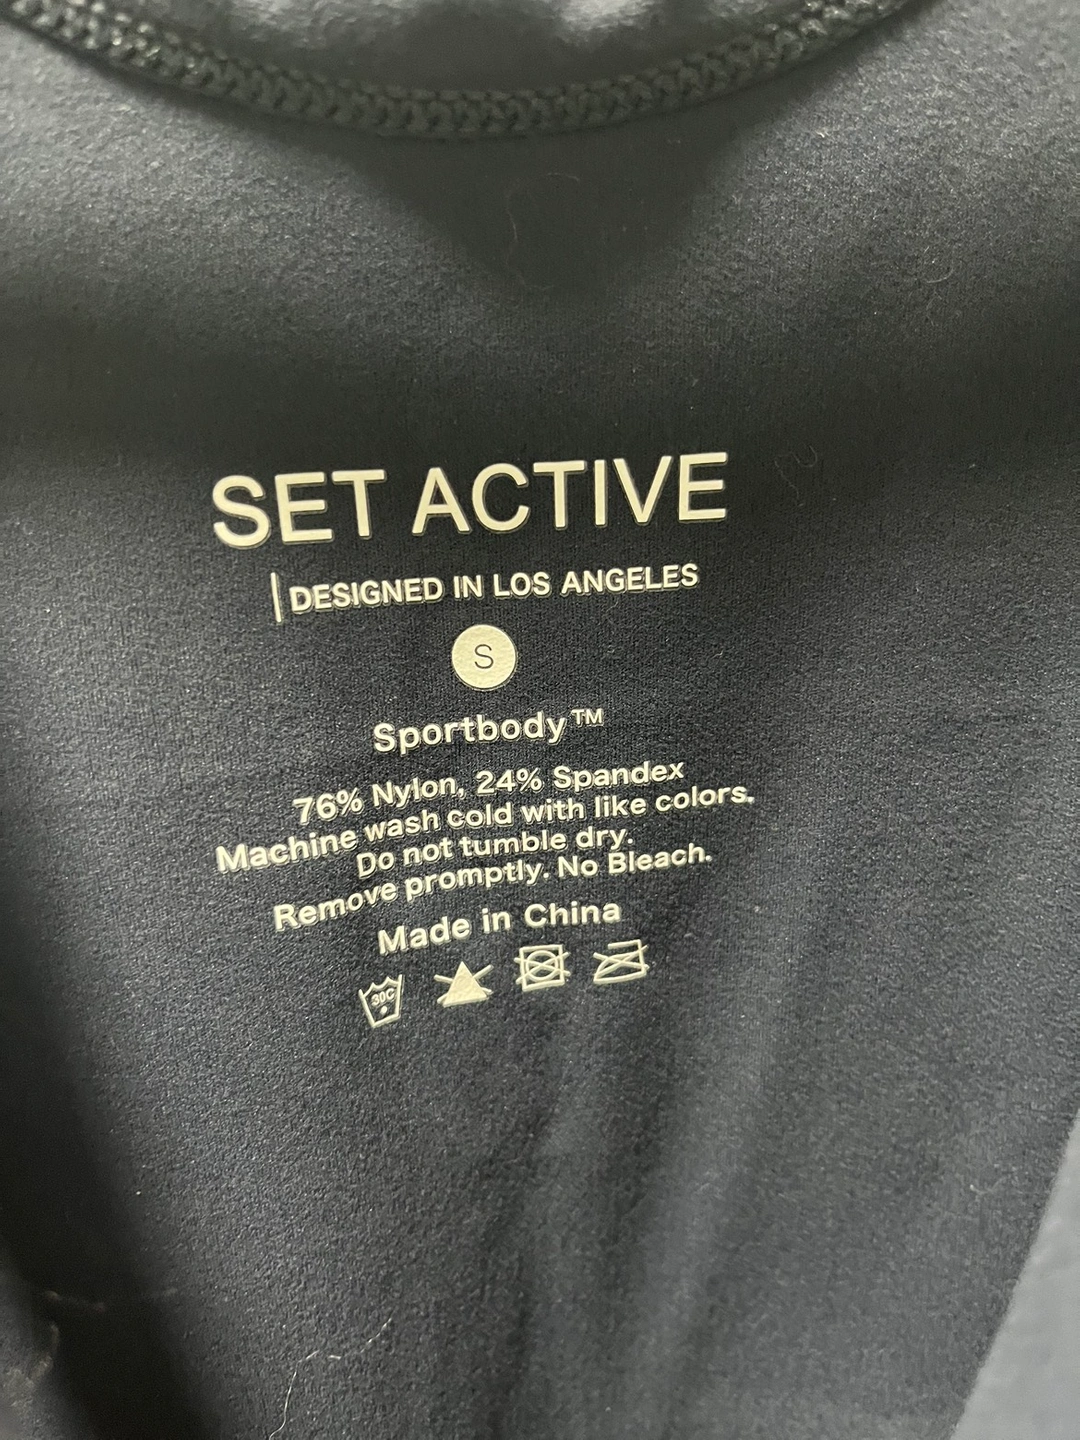 SET ACTIVE
DESIGNED IN LOS ANGELES
S
Sportbody™
76% Nylon, 24% Spandex
Machine wash cold with like colors.
Do not tumble dry.
Remove promptly. No Bleach.
Made in China
30C